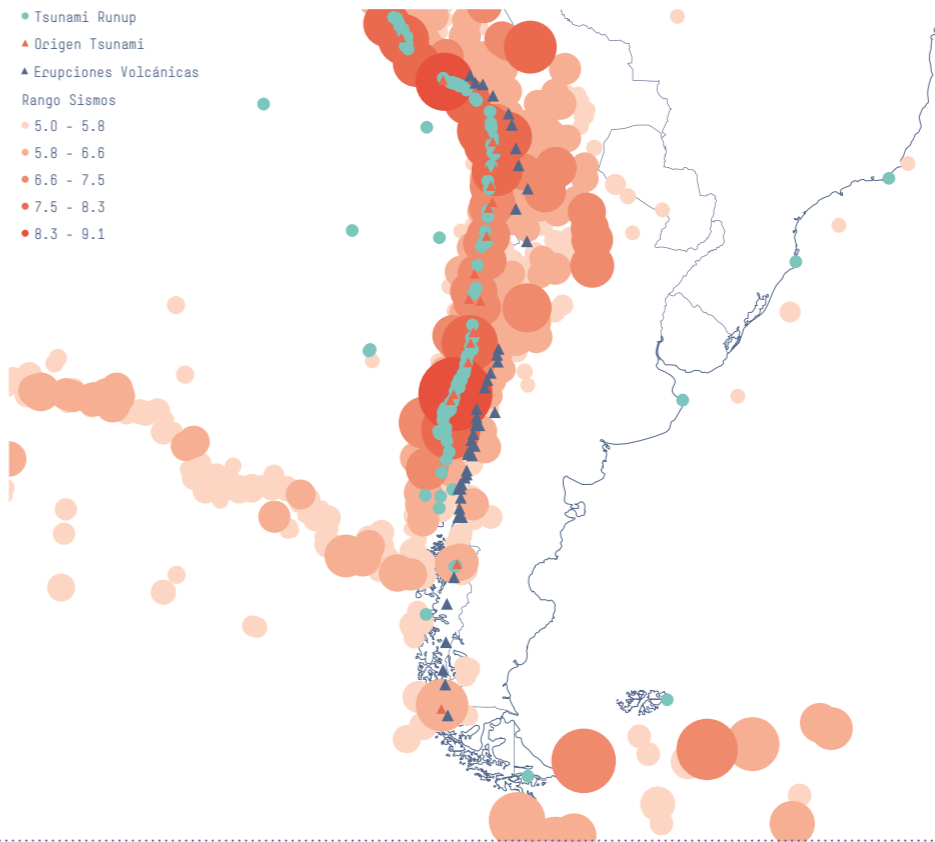 Tsunami Runup
Origen Tsunami
Erupciones Volcánicas
Rango Sismos
5.0 - 5.8
5.8 - 6.6
6.6 - 7.5
7.5 - 8.3
8.3 - 9.1